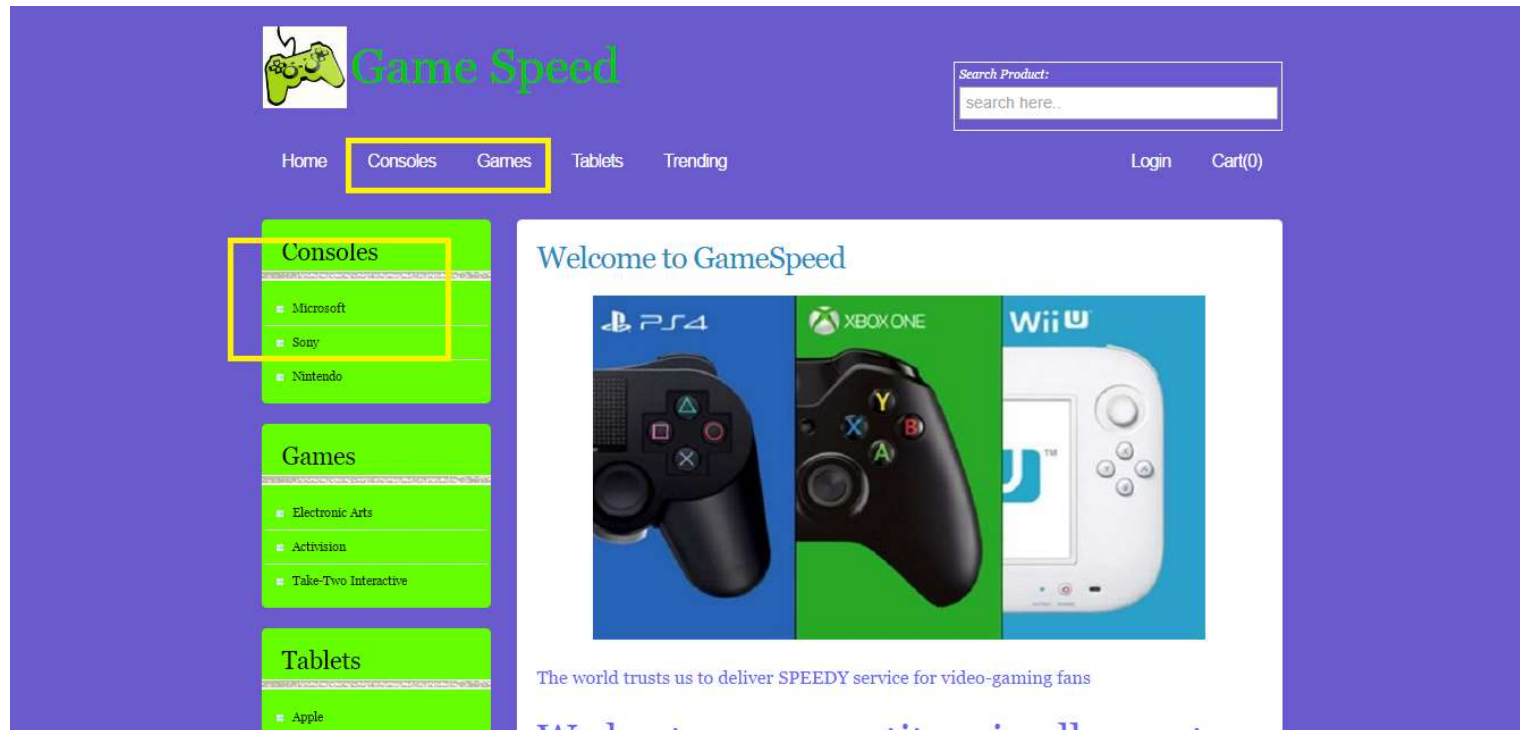 Game Speed
Search Product:
search here..
Home Consoles Games Tablets Trending Login Cart(0)
Consoles
Microsoft
Sony
Nintendo
Games
Electronic Arts
Activision
Take-Two Interactive
Tablets
Apple
Welcome to GameSpeed
PS4
XBOX ONE
Wii U
Y
X
B
A
U
TM
The world trusts us to deliver SPEEDY service for video-gaming fans